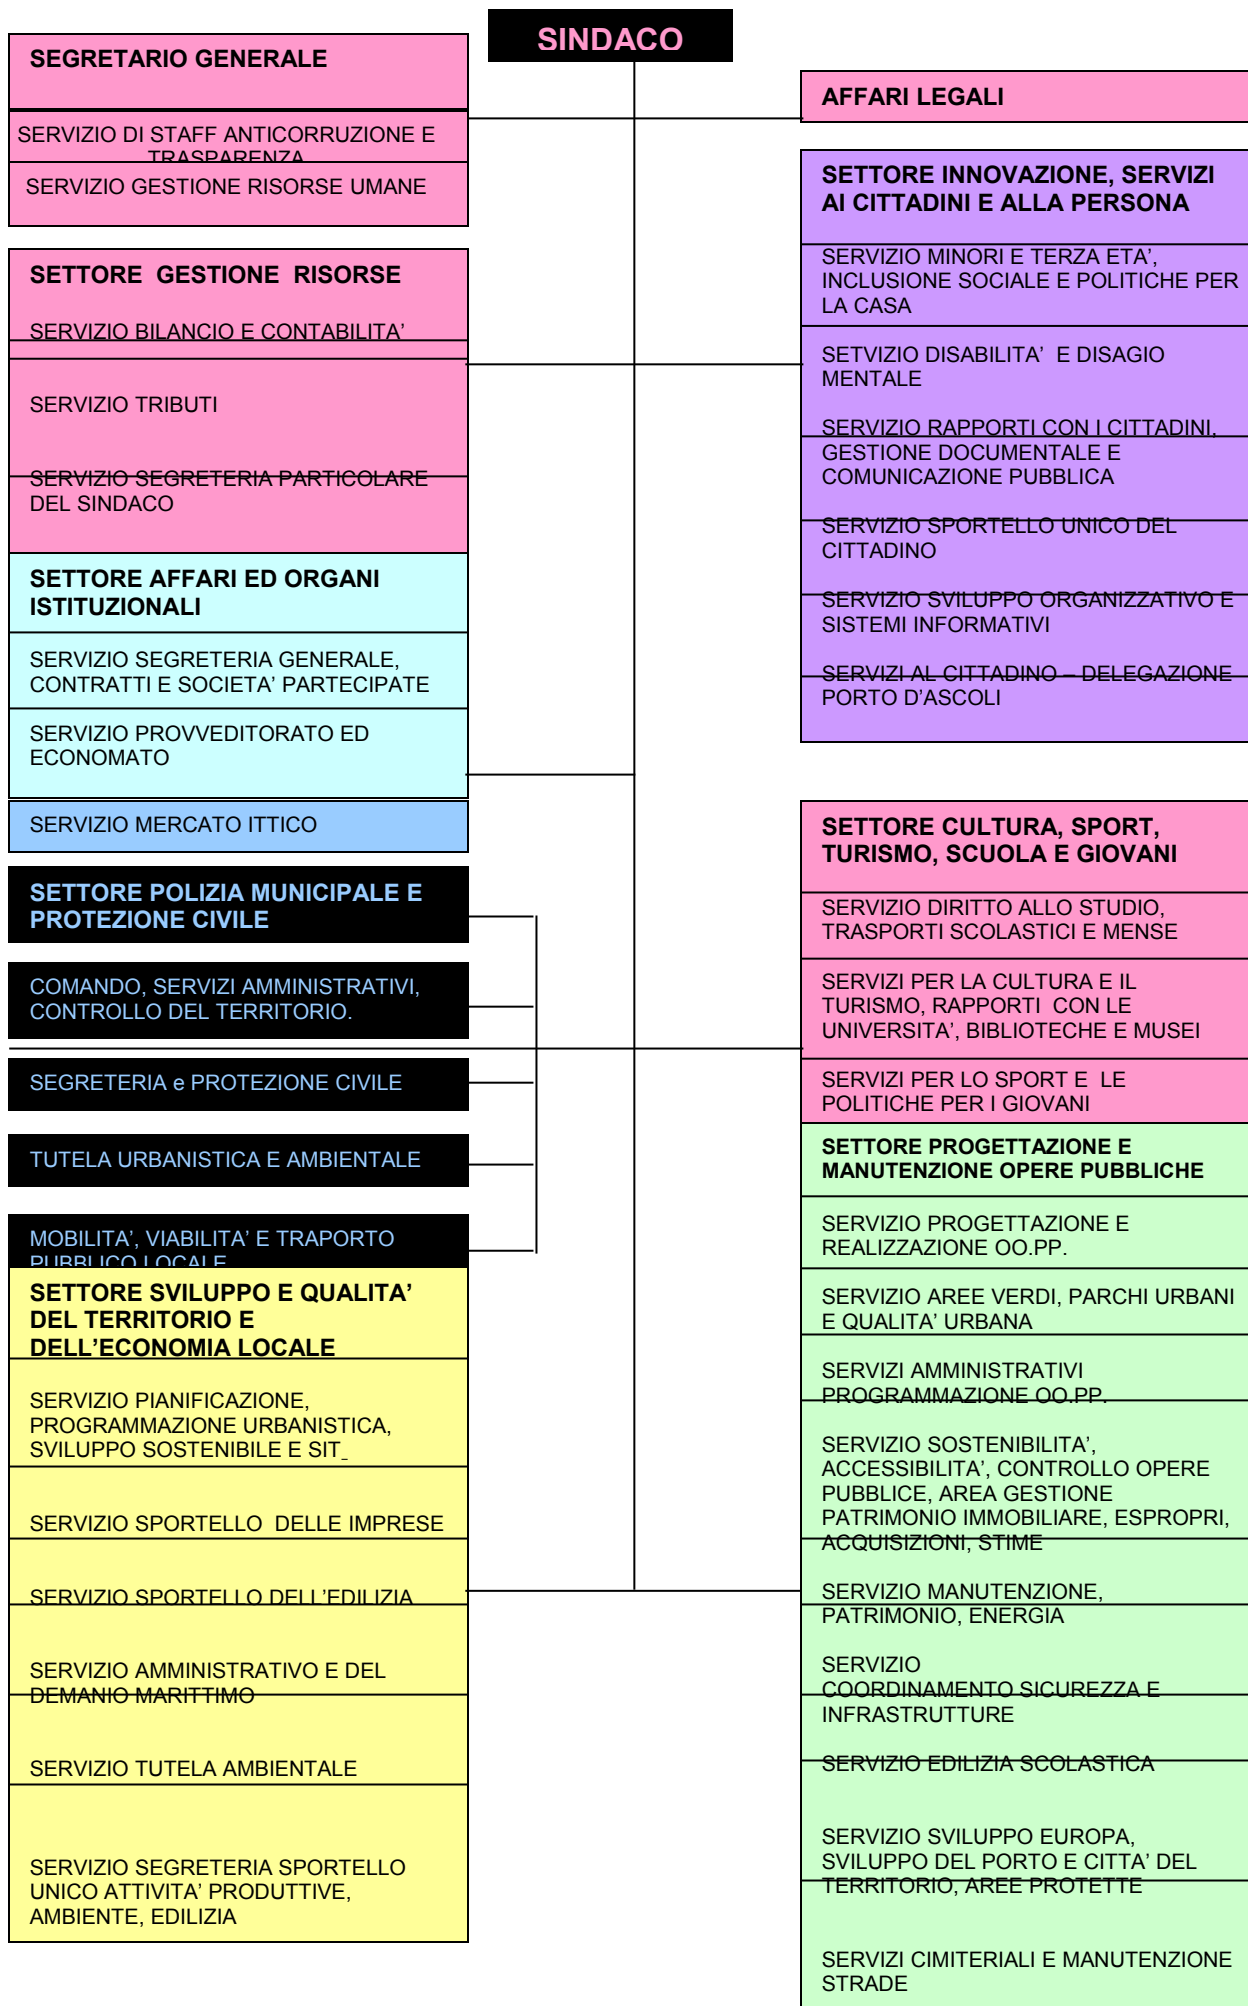 SINDACO
SEGRETARIO GENERALE
SERVIZIO DI STAFF ANTICORRUZIONE E
TRASPARENZA
SERVIZIO GESTIONE RISORSE UMANE
SETTORE GESTIONE RISORSE
SERVIZIO BILANCIO E CONTABILITA’
SERVIZIO TRIBUTI
SERVIZIO SEGRETERIA PARTICOLARE
DEL SINDACO
SETTORE AFFARI ED ORGANI
ISTITUZIONALI
SERVIZIO SEGRETERIA GENERALE,
CONTRATTI E SOCIETA’ PARTECIPATE
SERVIZIO PROVVEDITORATO ED
ECONOMATO
SERVIZIO MERCATO ITTICO
SETTORE POLIZIA MUNICIPALE E
PROTEZIONE CIVILE
COMANDO, SERVIZI AMMINISTRATIVI,
CONTROLLO DEL TERRITORIO.
SEGRETERIA e PROTEZIONE CIVILE
TUTELA URBANISTICA E AMBIENTALE
MOBILITA’, VIABILITA’ E TRAPORTO
PUBBLICO LOCALE
SETTORE SVILUPPO E QUALITA’
DEL TERRITORIO E
DELL’ECONOMIA LOCALE
SERVIZIO PIANIFICAZIONE,
PROGRAMMAZIONE URBANISTICA,
SVILUPPO SOSTENIBILE E SIT
SERVIZIO SPORTELLO DELLE IMPRESE
SERVIZIO SPORTELLO DELL’EDILIZIA
SERVIZIO AMMINISTRATIVO E DEL
DEMANIO MARITTIMO
SERVIZIO TUTELA AMBIENTALE
SERVIZIO SEGRETERIA SPORTELLO
UNICO ATTIVITA’ PRODUTTIVE,
AMBIENTE, EDILIZIA
AFFARI LEGALI
SETTORE INNOVAZIONE, SERVIZI
AI CITTADINI E ALLA PERSONA
SERVIZIO MINORI E TERZA ETA’,
INCLUSIONE SOCIALE E POLITICHE PER
LA CASA
SETVIZIO DISABILITA’ E DISAGIO
MENTALE
SERVIZIO RAPPORTI CON I CITTADINI,
GESTIONE DOCUMENTALE E
COMUNICAZIONE PUBBLICA
SERVIZIO SPORTELLO UNICO DEL
CITTADINO
SERVIZIO SVILUPPO ORGANIZZATIVO E
SISTEMI INFORMATIVI
SERVIZI AL CITTADINO – DELEGAZIONE
PORTO D’ASCOLI
SETTORE CULTURA, SPORT,
TURISMO, SCUOLA E GIOVANI
SERVIZIO DIRITTO ALLO STUDIO,
TRASPORTI SCOLASTICI E MENSE
SERVIZI PER LA CULTURA E IL
TURISMO, RAPPORTI CON LE
UNIVERSITA’, BIBLIOTECHE E MUSEI
SERVIZI PER LO SPORT E LE
POLITICHE PER I GIOVANI
SETTORE PROGETTAZIONE E
MANUTENZIONE OPERE PUBBLICHE
SERVIZIO PROGETTAZIONE E
REALIZZAZIONE OO.PP.
SERVIZIO AREE VERDI, PARCHI URBANI
E QUALITA’ URBANA
SERVIZI AMMINISTRATIVI
PROGRAMMAZIONE OO.PP.
SERVIZIO SOSTENIBILITA’,
ACCESSIBILITA’, CONTROLLO OPERE
PUBBLICE, AREA GESTIONE
PATRIMONIO IMMOBILIARE, ESPROPRI,
ACQUISIZIONI, STIME
SERVIZIO MANUTENZIONE,
PATRIMONIO, ENERGIA
SERVIZIO
COORDINAMENTO SICUREZZA E
INFRASTRUTTURE
SERVIZIO EDILIZIA SCOLASTICA
SERVIZIO SVILUPPO EUROPA,
SVILUPPO DEL PORTO E CITTA’ DEL
TERRITORIO, AREE PROTETTE
SERVIZI CIMITERIALI E MANUTENZIONE
STRADE